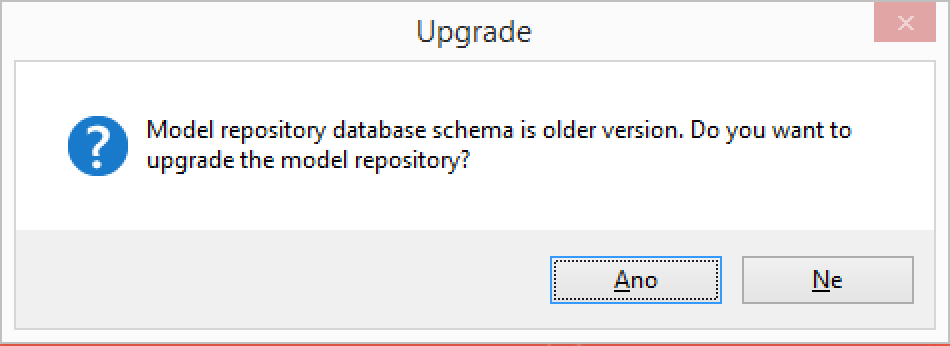 Upgrade
Model repository database schema is older version. Do you want to
upgrade the model repository?
Ano
Ne